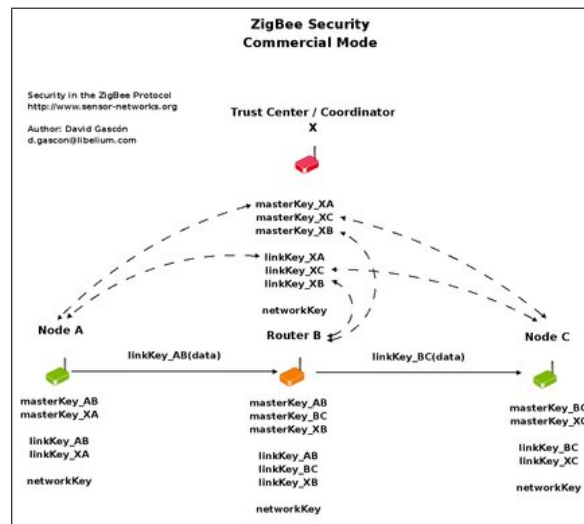 ZigBee Security
Commercial Mode
Security in the ZigBee Protocol
http://www.sensor-networks.org
Author: David Gascón
d.gascon@libelium.com
Trust Center / Coordinator
X
masterKey_XA
masterKey_XC
masterKey_XB
linkKey_XA
linkKey_XC
linkKey_XB
networkKey
Node A
Router B
Node C
linkKey_AB(data)
linkKey_BC(data)
masterKey_AB
masterKey_XA
linkKey_AB
linkKey_XA
networkKey
masterKey_AB
masterKey_BC
masterKey_XB
linkKey_AB
linkKey_BC
linkKey_XB
networkKey
masterKey_BC
masterKey_XC
linkKey_BC
linkKey_XC
networkKey